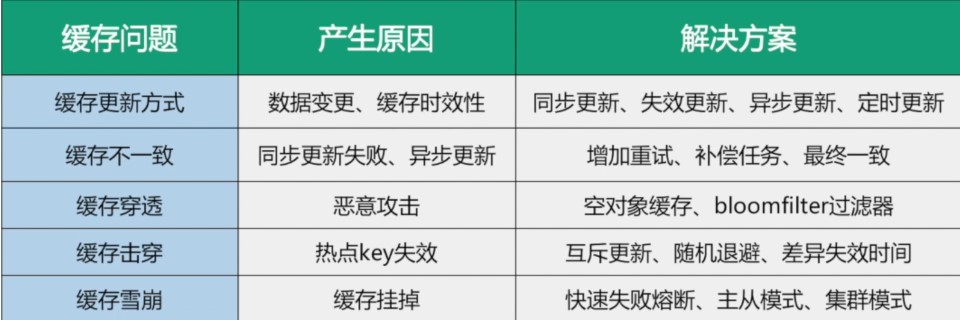 缓存问题 产生原因 解决方案
缓存更新方式 数据变更、缓存时效性 同步更新、失效更新、异步更新、定时更新
缓存不一致 同步更新失败、异步更新 增加重试、补偿任务、最终一致
缓存穿透 恶意攻击 空对象缓存、bloomfilter过滤器
缓存击穿 热点key失效 互斥更新、随机退避、差异失效时间
缓存雪崩 缓存挂掉 快速失败熔断、主从模式、集群模式